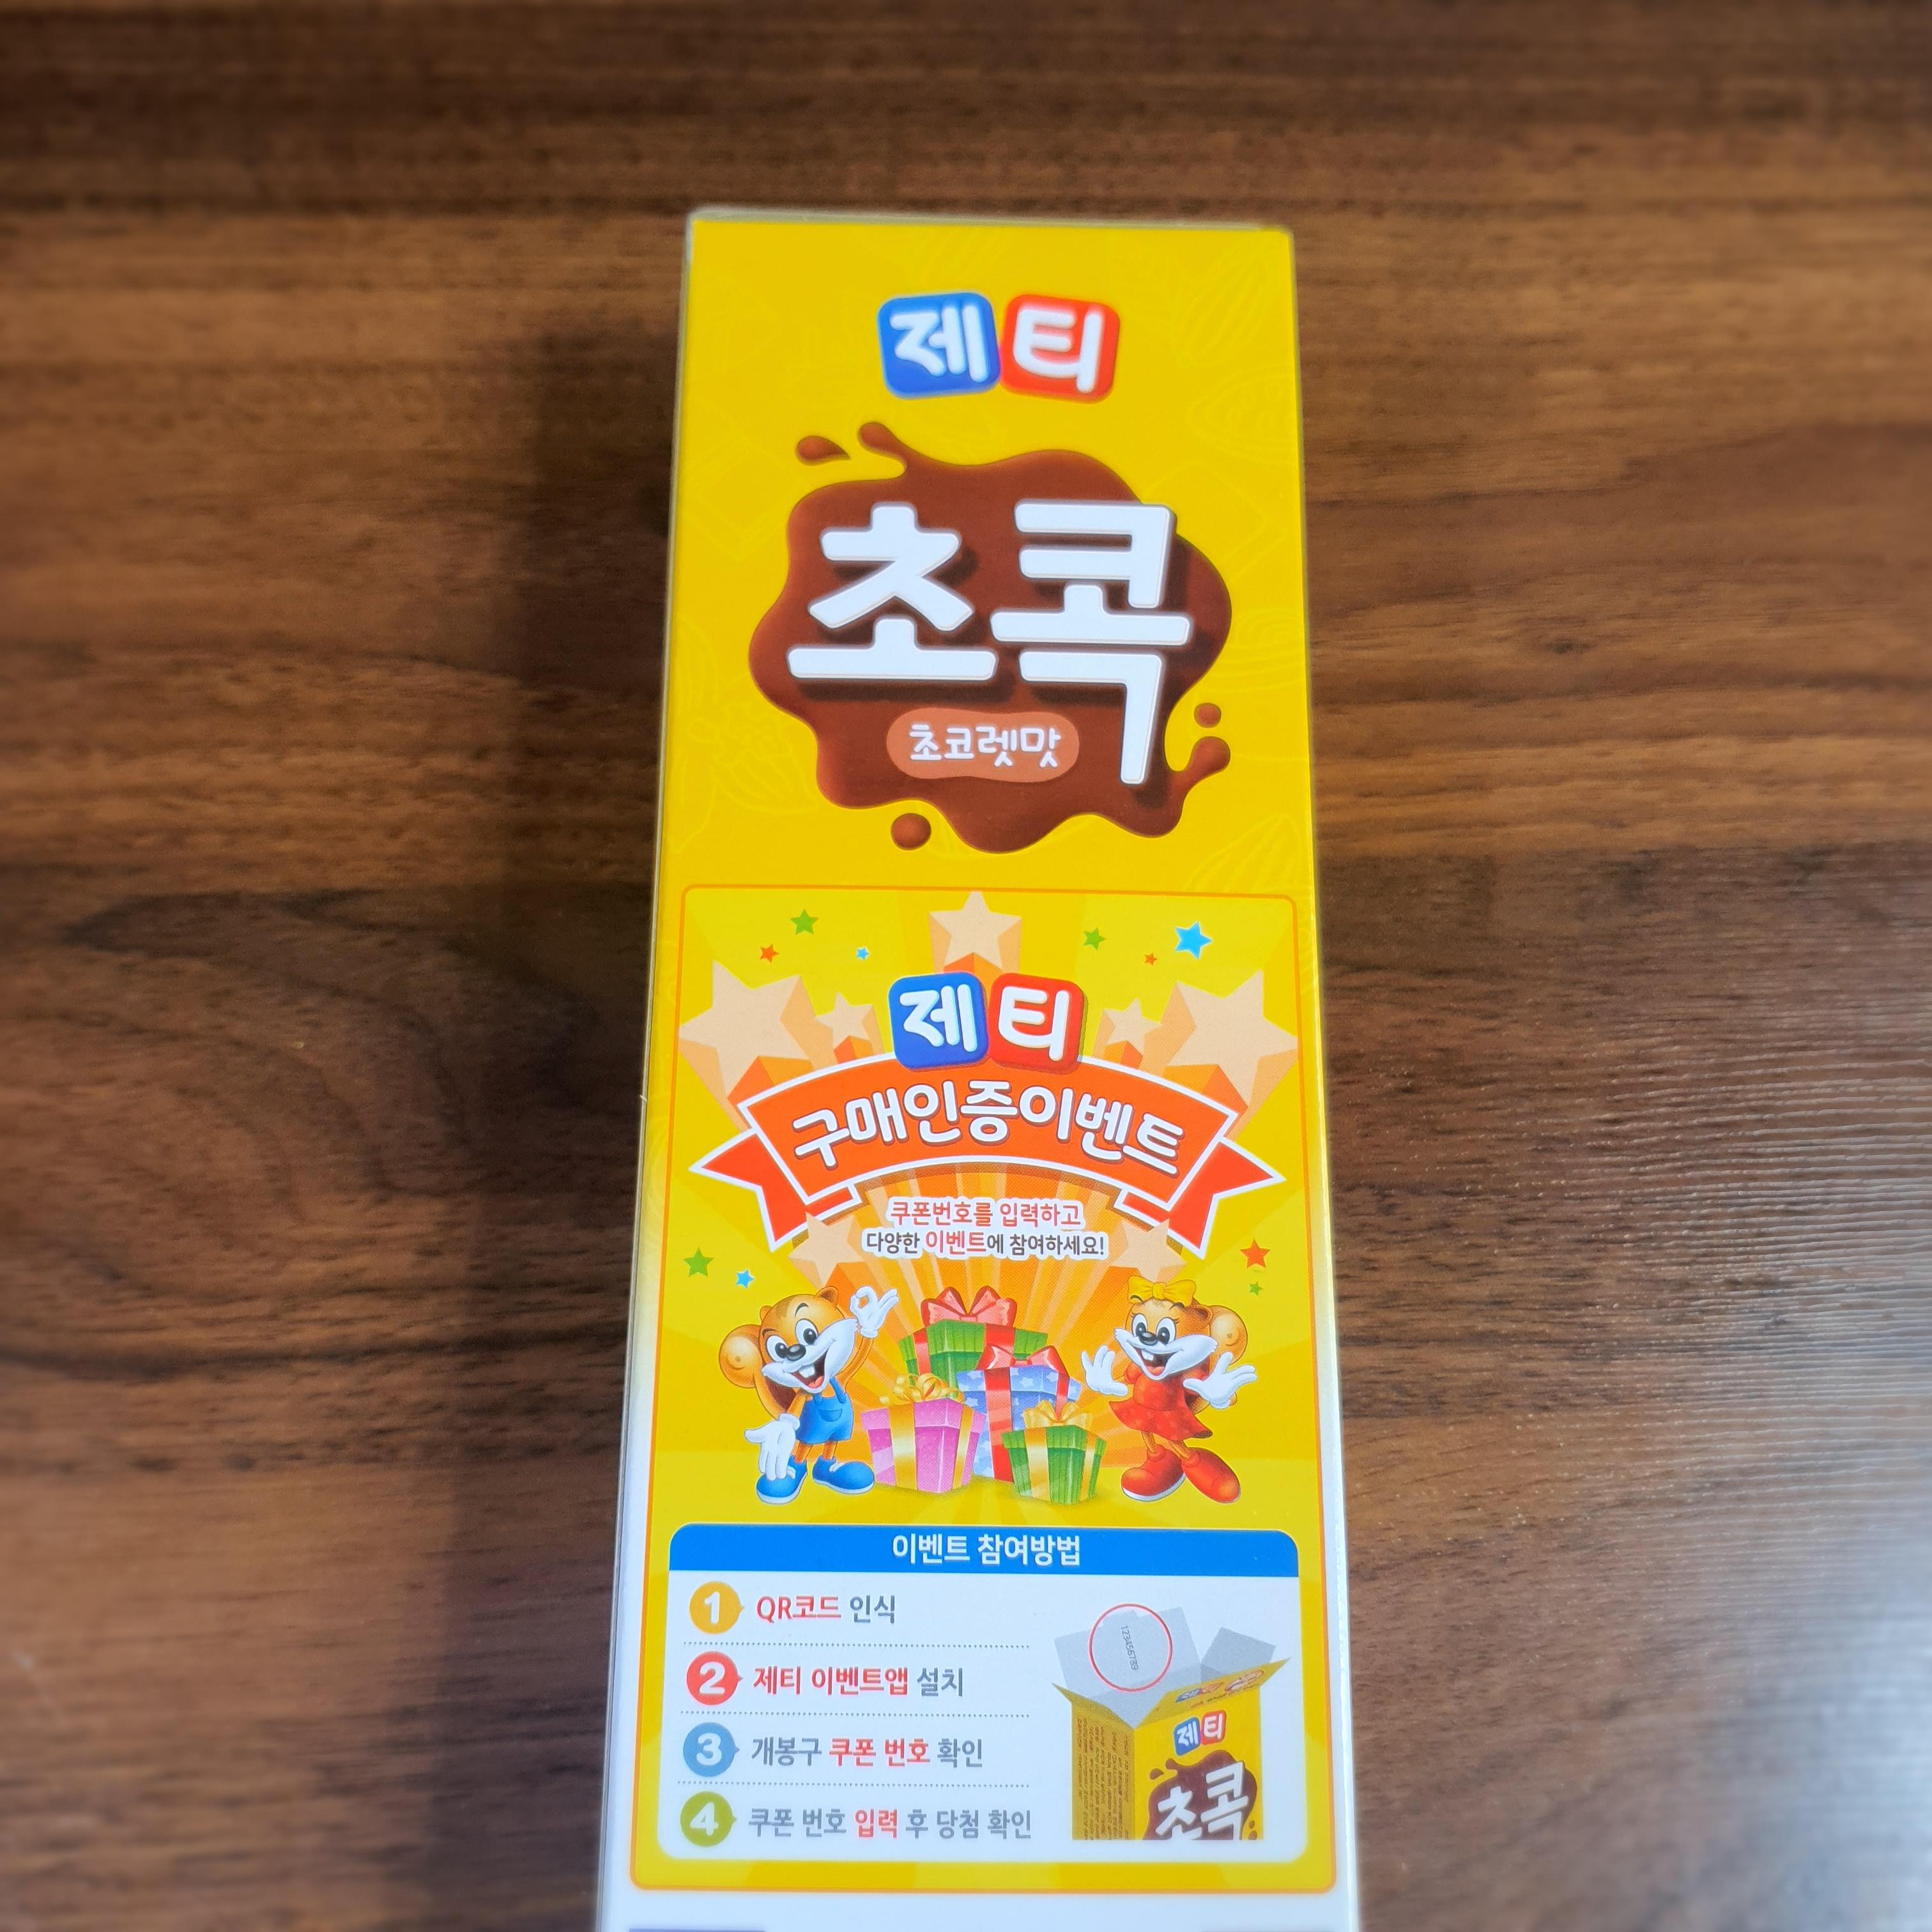 제티
초콕
초코렛맛
제티
구매인증이벤트
쿠폰번호를 입력하고
다양한 이벤트에 참여하세요!
이벤트 참여방법
1 QR코드 인식
2 제티 이벤트앱 설치
3 개봉구 쿠폰 번호 확인
4 쿠폰 번호 입력 후 당첨 확인
123456789
제티
초콕